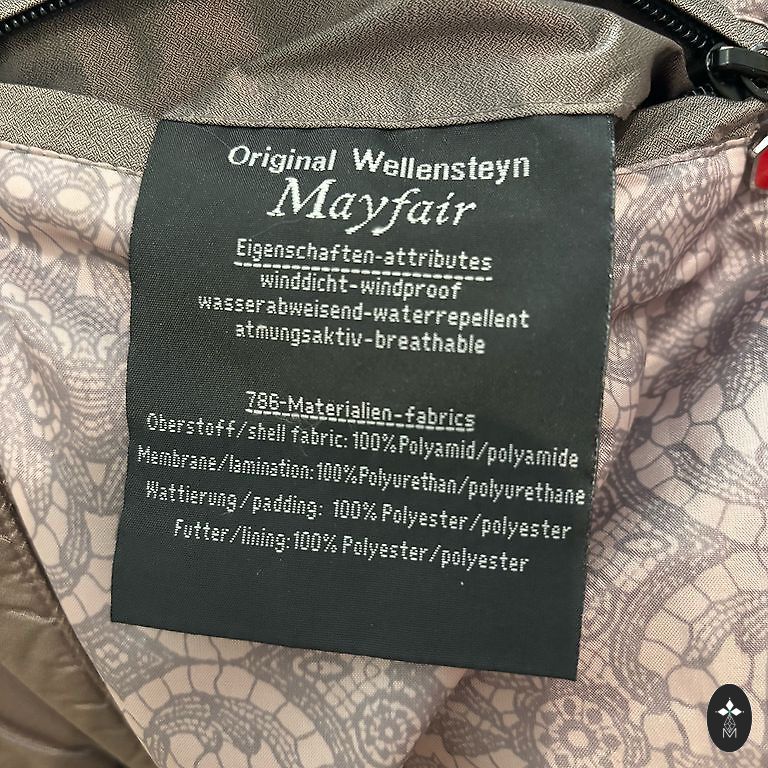 Original Wellensteyn
Mayfair
Eigenschaften-attributes
winddicht-windproof
wasserabweisend-waterrepellent
atmungsaktiv-breathable
786-Materialien-fabrics
Oberstoff/shell fabric: 100% Polyamid/polyamide
Membrane/lamination: 100% Polyurethan/polyurethane
Wattierung/padding: 100% Polyester/polyester
Futter/lining: 100% Polyester/polyester
M